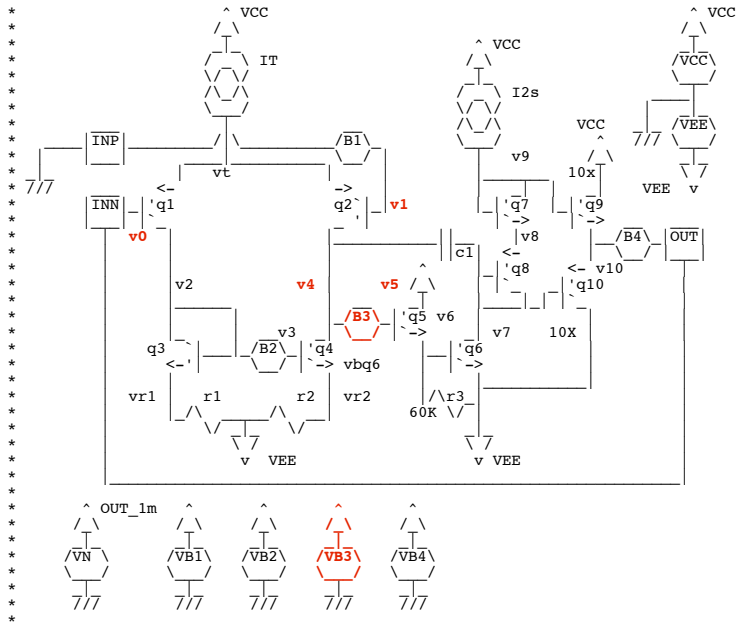 VCC VCC
VCC
IT VCC
I2s
VCC VEE
INP B1
v9
vt 10x
VEE v
INN q1 q2 v1 q7 q9
v0 v8 B4 OUT
c1
q8 v10
v2 v4 v5 q10
B3 q5 v6
v3 v7 10X
q3 B2 q4 q6
vbq6
vr1 r1 r2 vr2 r3
60K
v VEE v VEE
OUT_1m
VN VB1 VB2 VB3 VB4